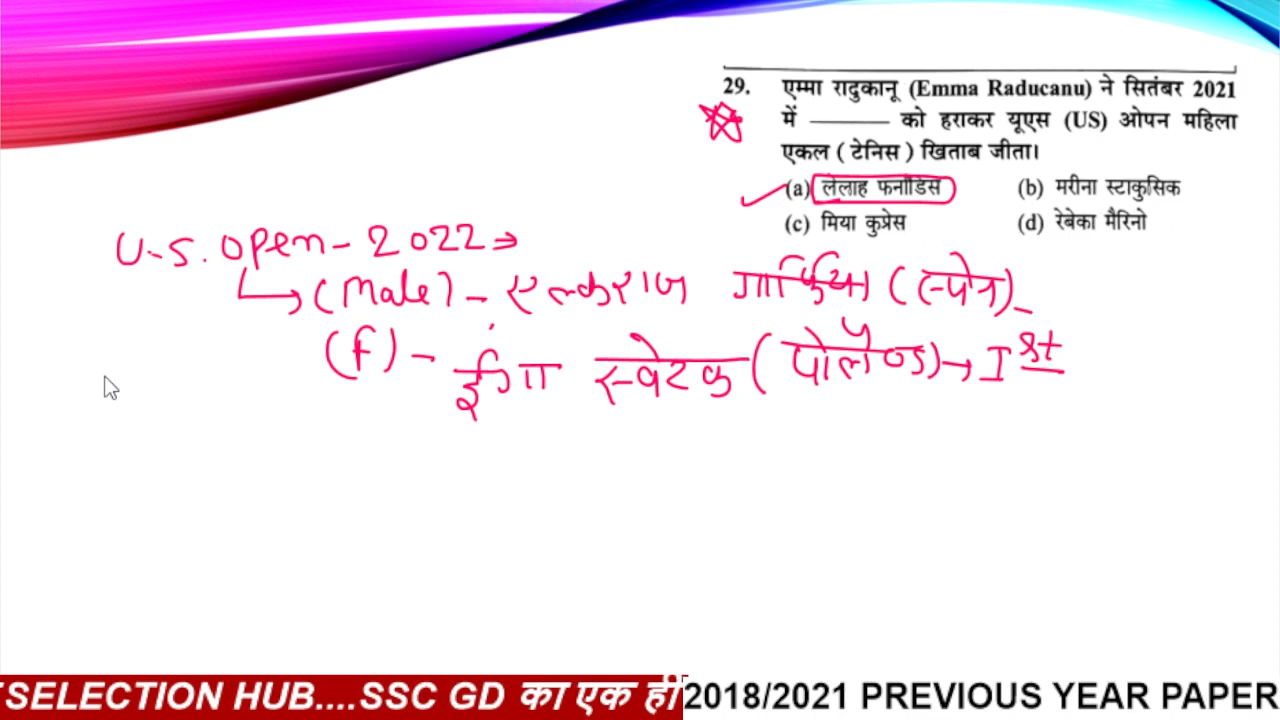 29. एम्मा रादुकानू (Emma Raducanu) ने सितंबर 2021
में ______ को हराकर यूएस (US) ओपन महिला
एकल ( टेनिस ) खिताब जीता।
(a) लेलाह फर्नांडिस (b) मरीना स्टाकुसिक
(c) मिया कुप्रेस (d) रेबेका मैरिनो
U.S. open - 2022 →
(Male) - एल्कराज गार्फिया (स्पेन)
(F) - ईगा स्वेटेक (पोलैण्ड) → Ist
SELECTION HUB....SSC GD का एक ही 2018/2021 PREVIOUS YEAR PAPER